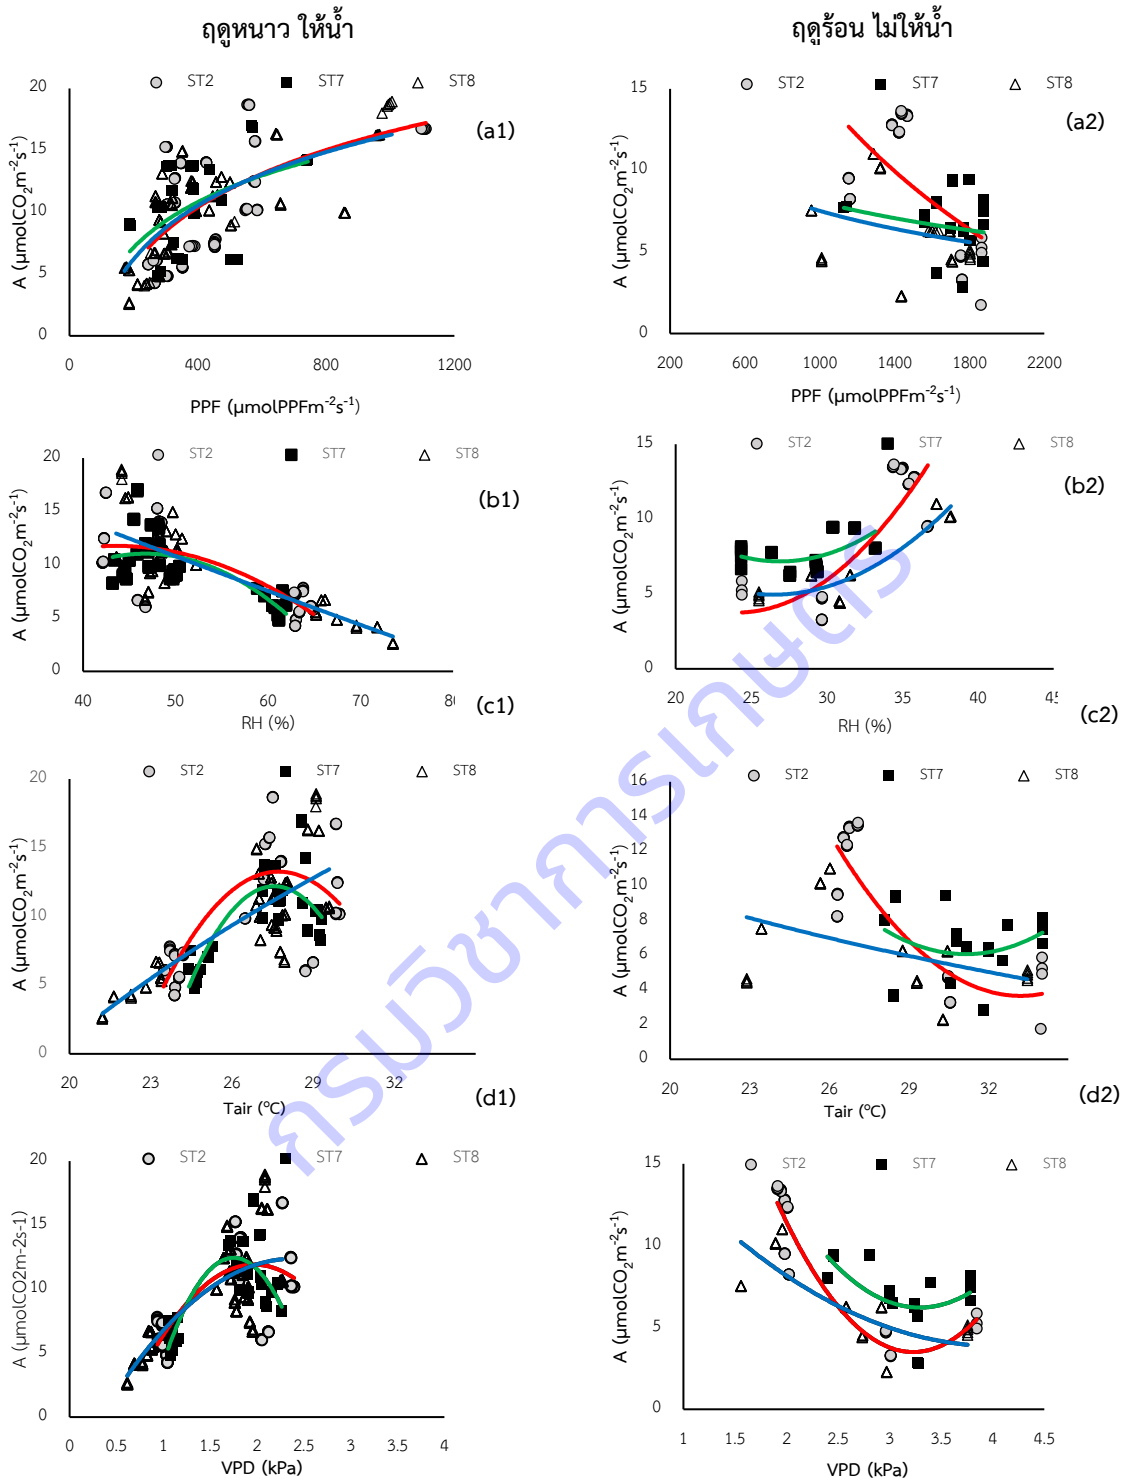 ฤดูหนาว ให้น้ำ
ฤดูร้อน ไม่ให้น้ำ
ST2 ST7 ST8
(a1)
20
15
10
5
0
A (µmolCO2m-2s-1)
0 400 800 1200
PPF (µmolPPFm-2s-1)
ST2 ST7 ST8
(a2)
15
10
5
0
A (µmolCO2m-2s-1)
200 600 1000 1400 1800 2200
PPF (µmolPPFm-2s-1)
ST2 ST7 ST8
(b1)
20
15
10
5
0
A (µmolCO2m-2s-1)
40 50 60 70 80
RH (%)
ST2 ST7 ST8
(b2)
15
10
5
0
A (µmolCO2m-2s-1)
20 25 30 35 40 45
RH (%)
(c1)
ST2 ST7 ST8
20
15
10
5
0
A (µmolCO2m-2s-1)
20 23 26 29 32
Tair (oC)
(c2)
ST2 ST7 ST8
16
14
12
10
8
6
4
2
0
A (µmolCO2m-2s-1)
20 23 26 29 32
Tair (oC)
(d1)
ST2 ST7 ST8
20
15
10
5
0
A (µmolCO2m-2s-1)
0 0.5 1 1.5 2 2.5 3 3.5 4
VPD (kPa)
(d2)
ST2 ST7 ST8
15
10
5
0
A (µmolCO2m-2s-1)
1 1.5 2 2.5 3 3.5 4 4.5
VPD (kPa)
กรมวิชาการเกษตร